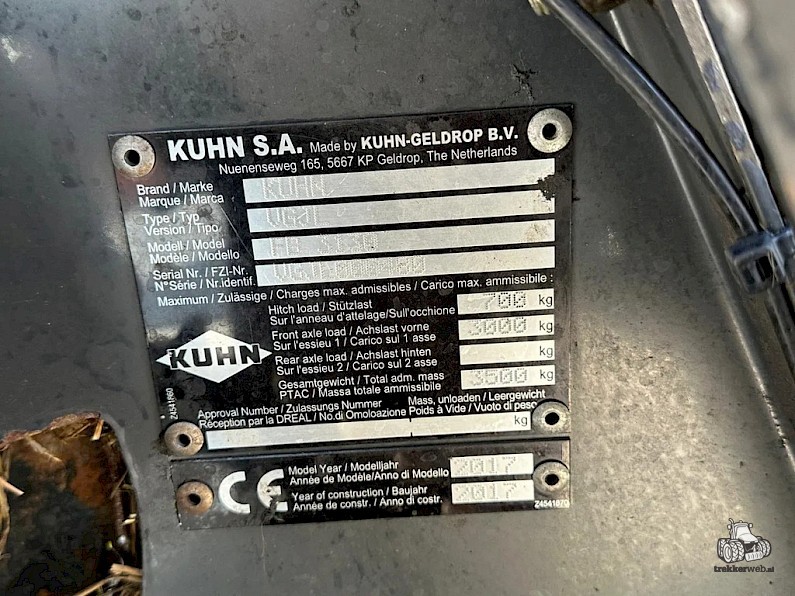 KUHN S.A. Made by KUHN-GELDROP B.V.
Nuenenseweg 165, 5667 KP Geldrop, The Netherlands
Brand / Marke
Marque / Marca
KUHN
Type / Typ
Version / Tipo
Modell / Model
Modèle / Modello
Serial Nr. / FZI-Nr.
N°Série / Nr.identif.
Maximum / Zulässige / Charges max. admissibles / Carico max. ammissibile :
Hitch load / Stützlast
Sur l'anneau d'attelage/Sull'occhione
700 kg
Front axle load / Achslast vorne
Sur l'essieu 1 / Carico sul 1 asse
3000 kg
Rear axle load / Achslast hinten
Sur l'essieu 2 / Carico sul 2 asse
kg
Gesamtgewicht / Total adm. mass
PTAC / Massa totale ammissibile
3500 kg
KUHN
Z4541R60
Approval Number / Zulassungs Nummer
Réception par la DREAL / No.di Omoloazione
Mass, unloaden / Leergewicht
Poids à Vide / Vuoto di peso
kg
CE
Model Year / Modelljahr
Année de Modèle/Anno di Modello
2017
Year of construction / Baujahr
Année de constr. / Anno di costr.
2017
trekkerweb.nl